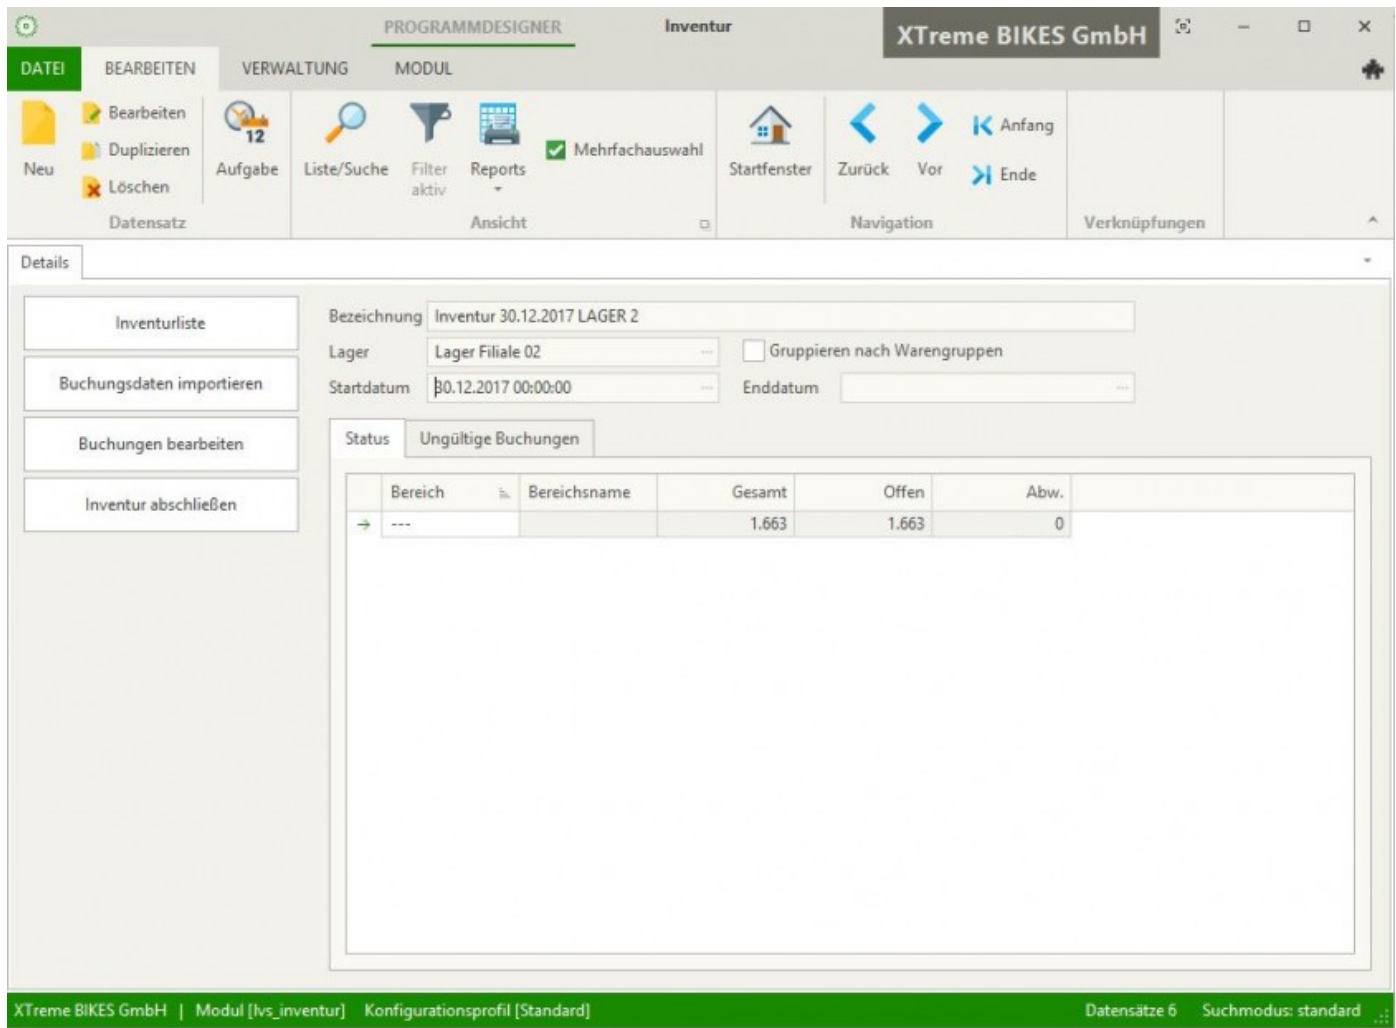 PROGRAMMDESIGNER Inventur XTreme BIKES GmbH
DATEI BEARBEITEN VERWALTUNG MODUL
Neu
Bearbeiten
Duplizieren
Löschen
12
Aufgabe
Datensatz
Liste/Suche
Filter
aktiv
Reports
Mehrfachauswahl
Ansicht
Startfenster
Zurück
Vor
Anfang
Ende
Navigation
Verknüpfungen
Details
Inventurliste
Buchungsdaten importieren
Buchungen bearbeiten
Inventur abschließen
Bezeichnung Inventur 30.12.2017 LAGER 2
Lager Lager Filiale 02 ... Gruppieren nach Warengruppen
Startdatum 30.12.2017 00:00:00 ... Enddatum ...
Status Ungültige Buchungen
Bereich Bereichsname Gesamt Offen Abw.
--- 1.663 1.663 0
XTreme BIKES GmbH | Modul [lvs_inventur] Konfigurationsprofil [Standard] Datensätze 6 Suchmodus: standard